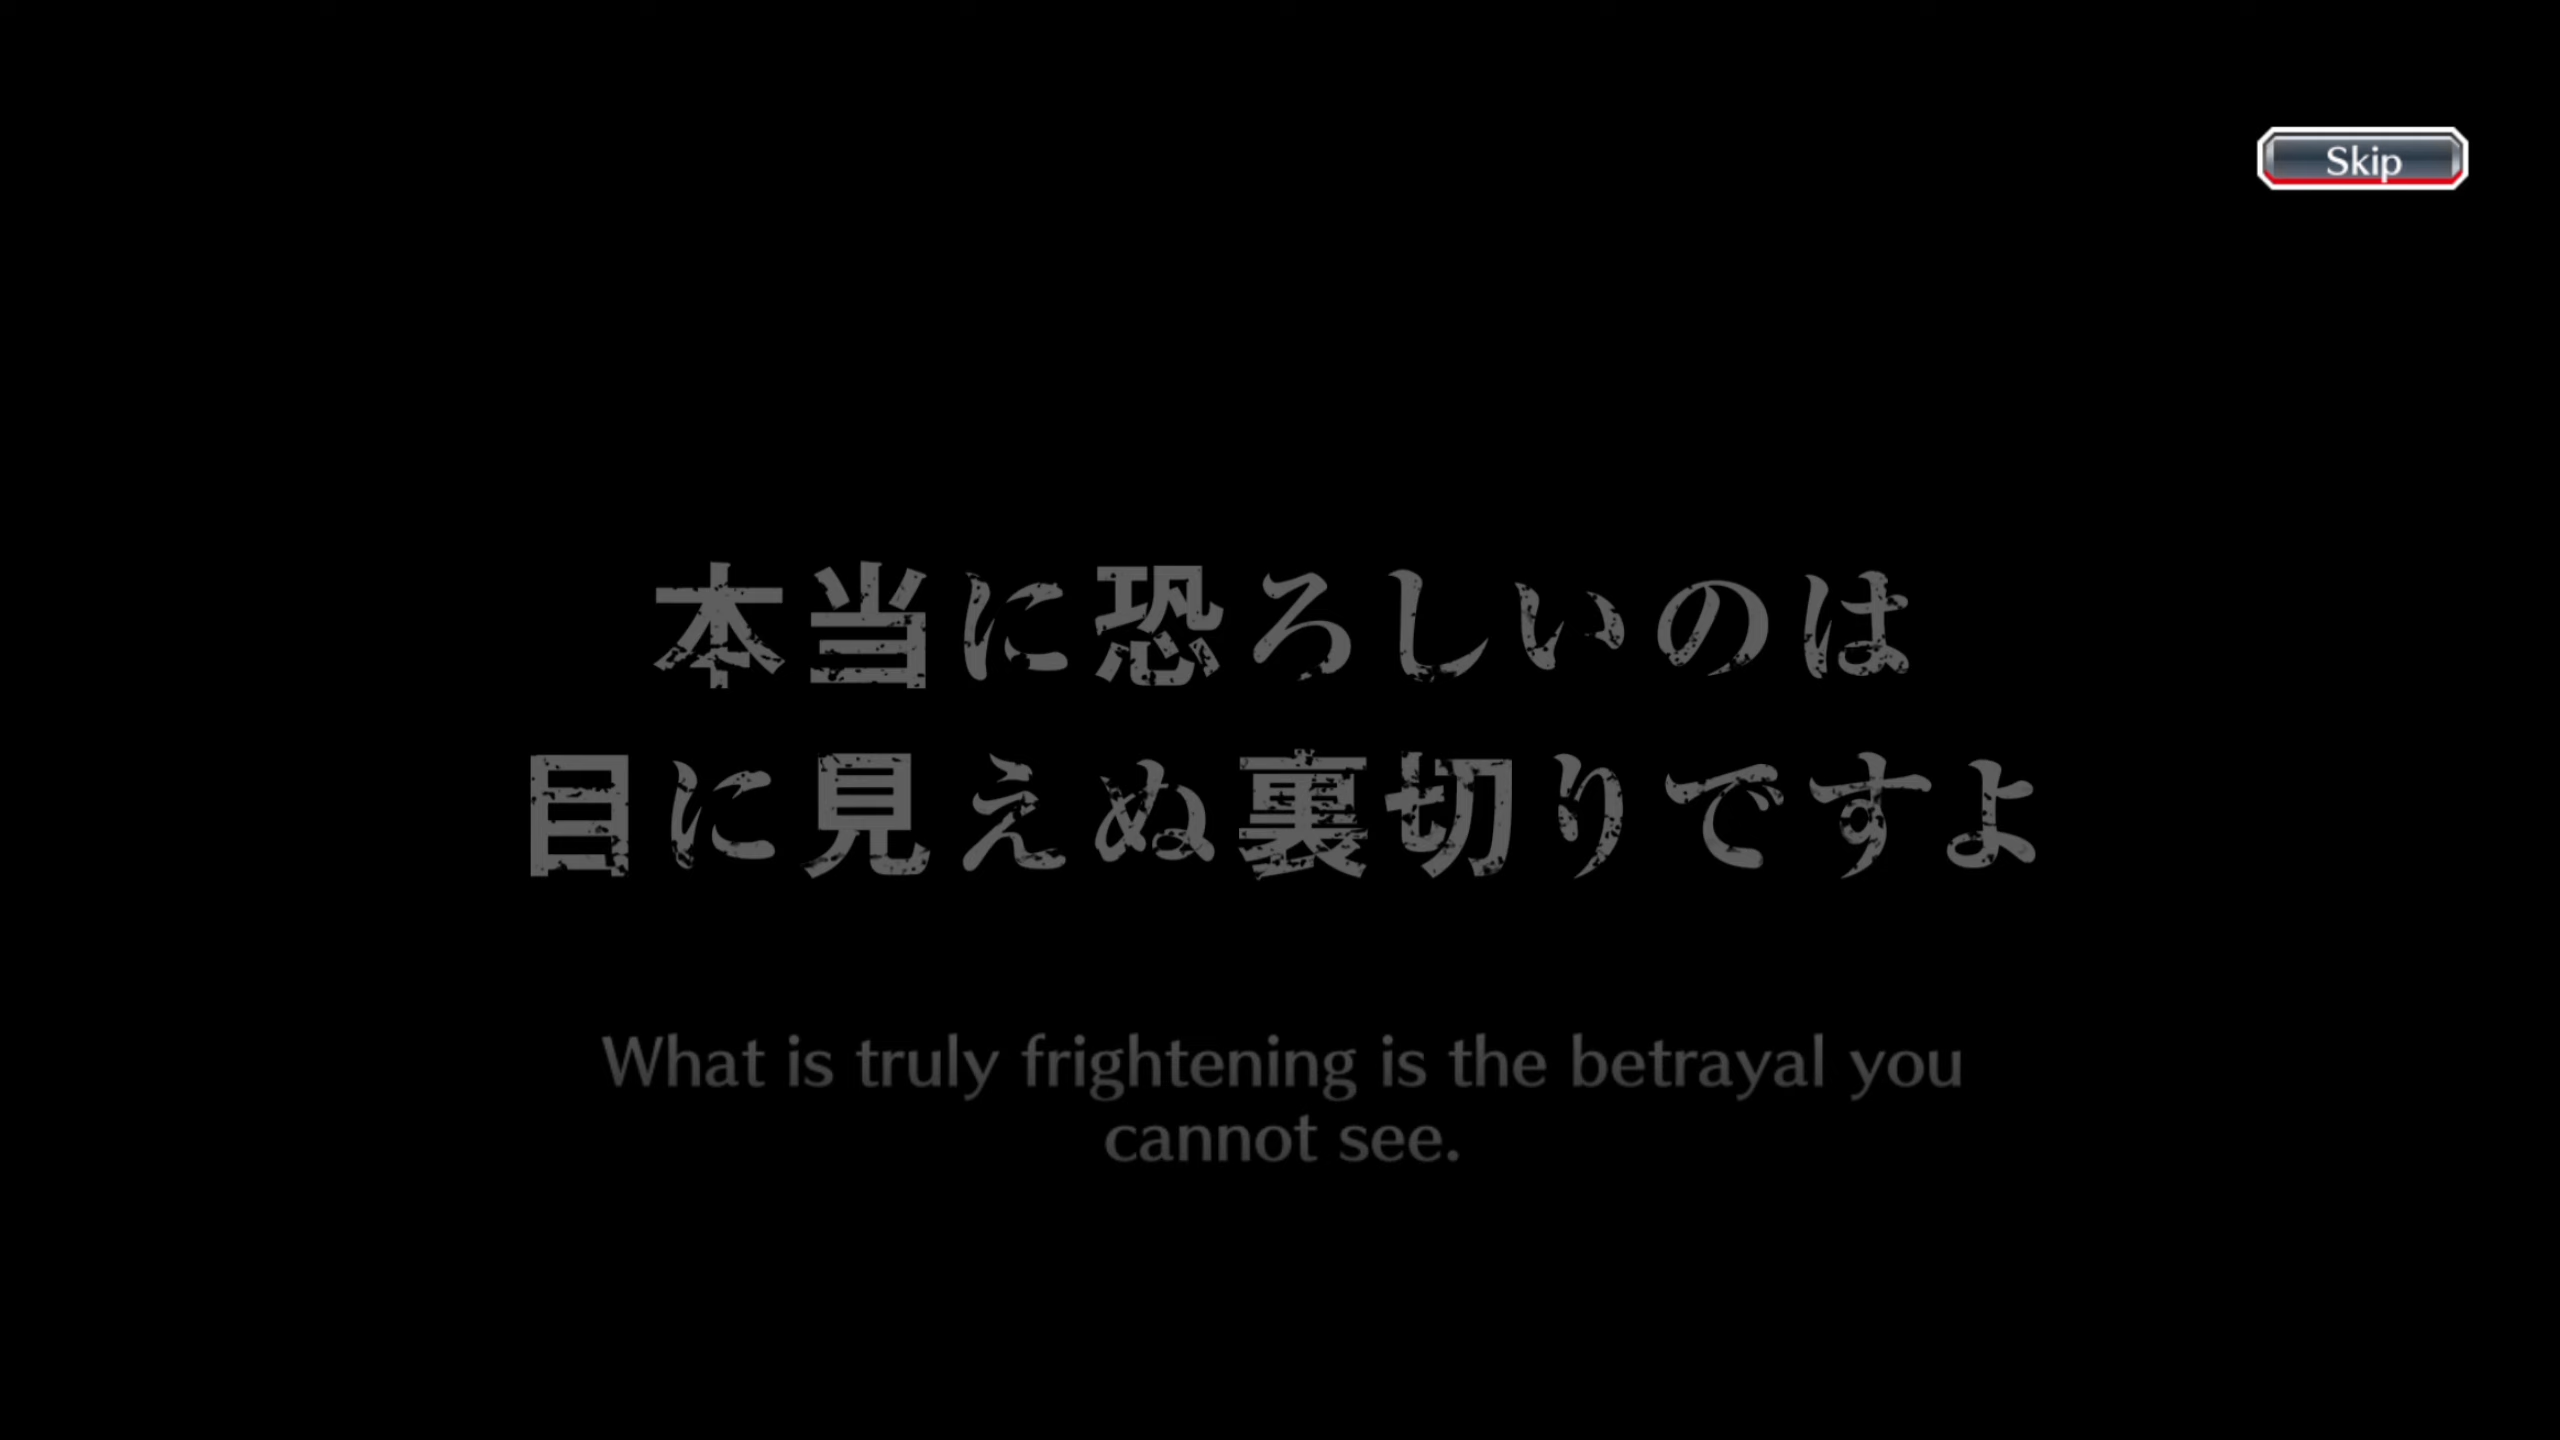 Skip
本当に恐ろしいのは
目に見えぬ裏切りですよ
What is truly frightening is the betrayal you
cannot see.